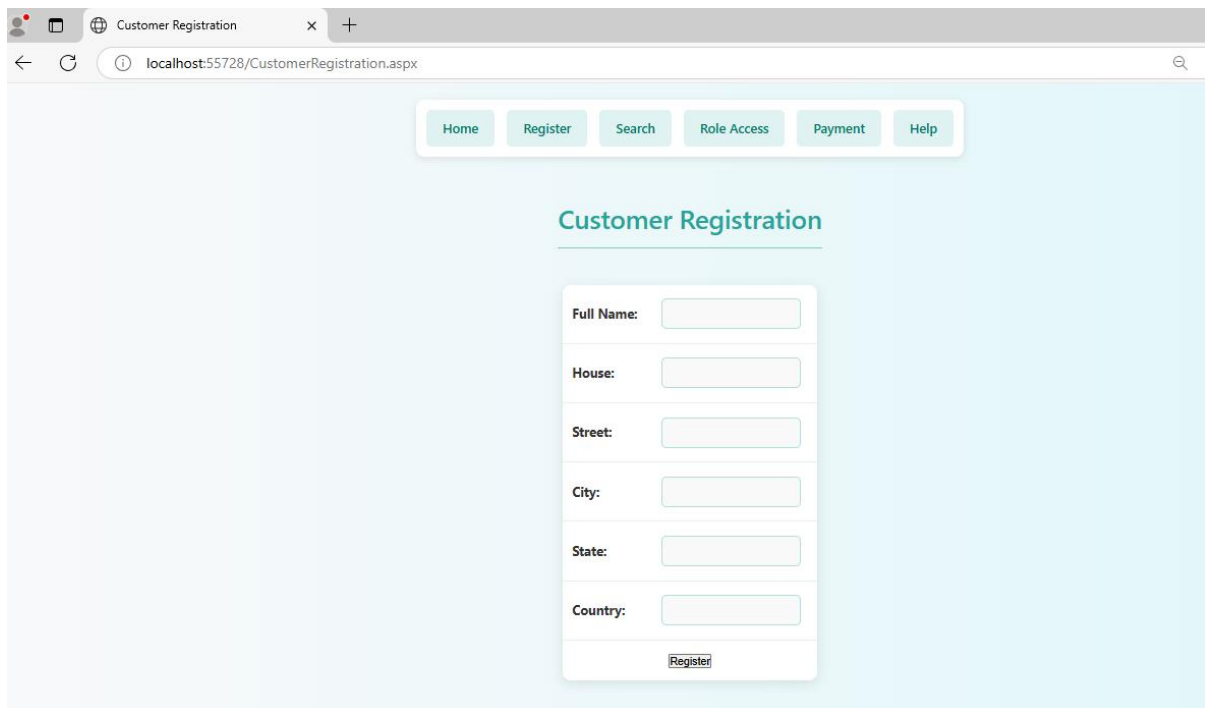 Customer Registration
localhost:55728/CustomerRegistration.aspx
Home Register Search Role Access Payment Help
Customer Registration
Full Name:
House:
Street:
City:
State:
Country:
Register